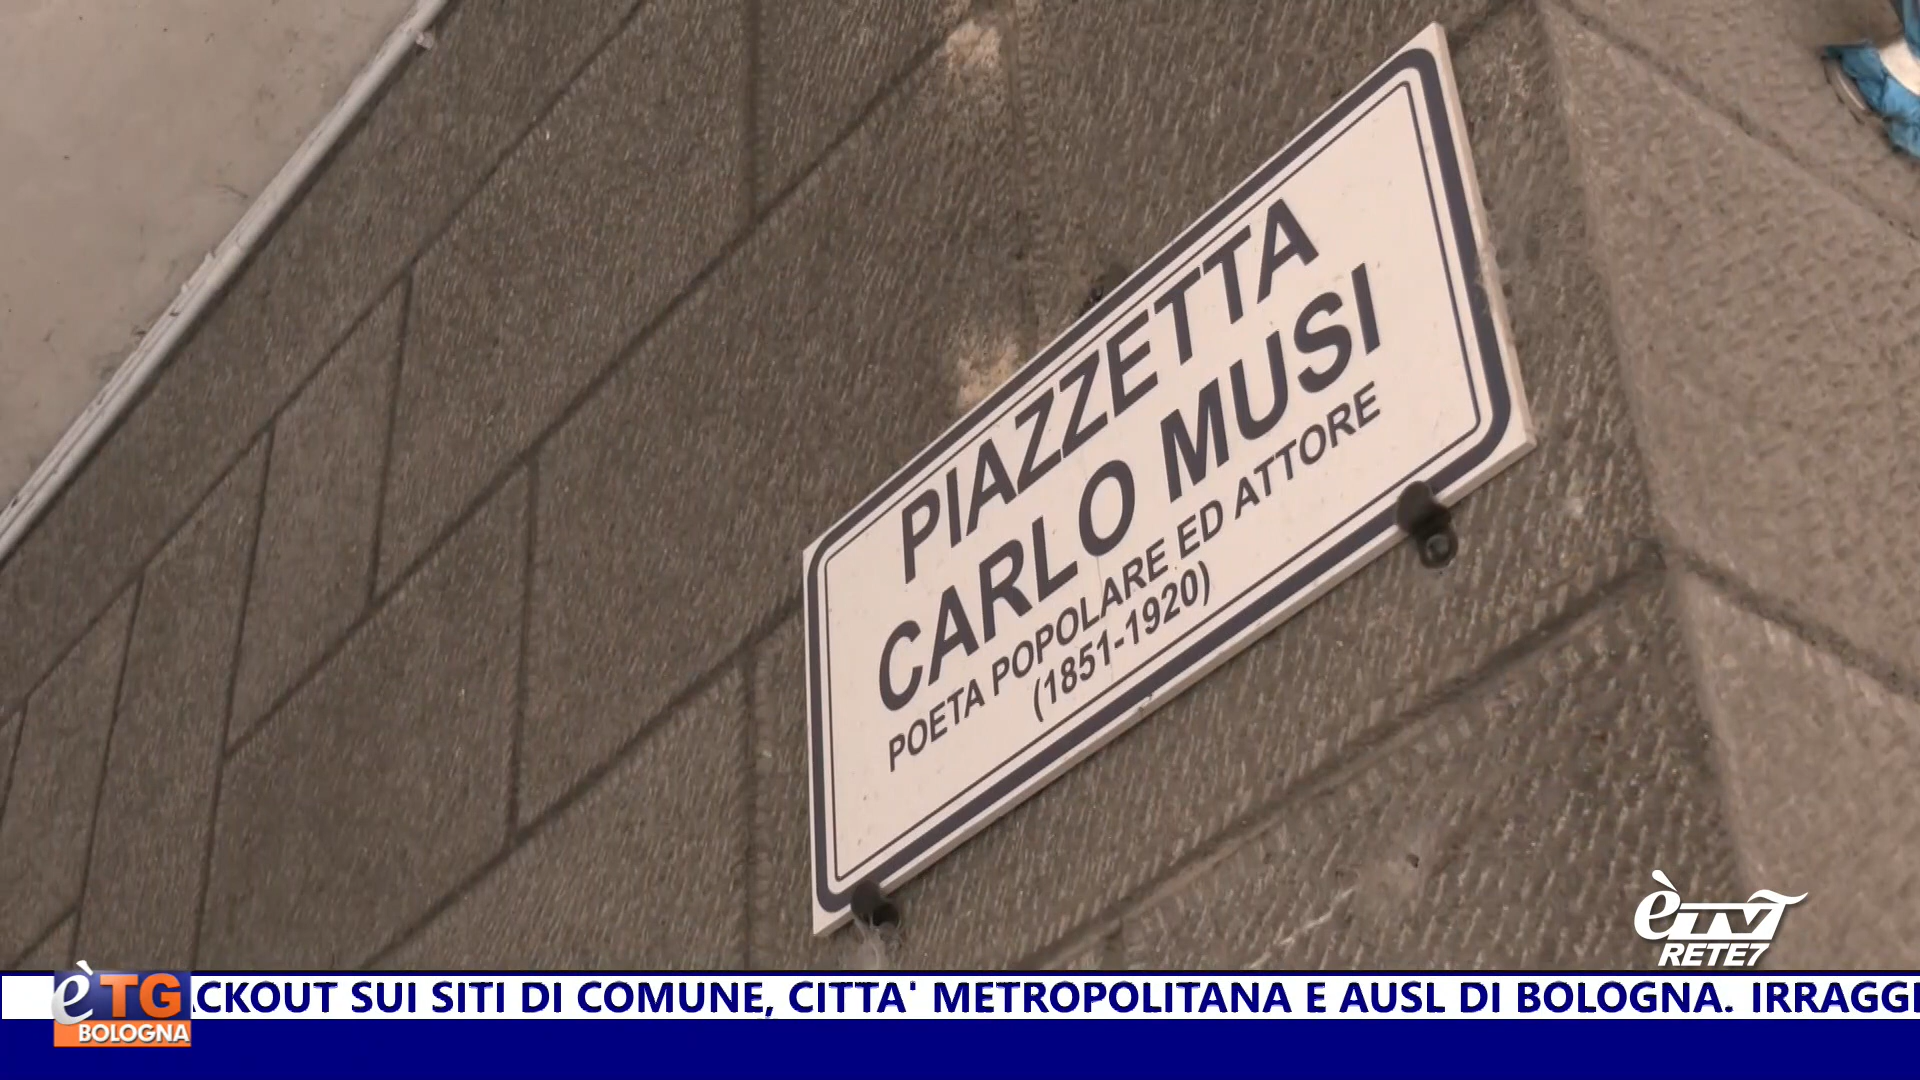 PIAZZETTA
CARLO MUSI
POETA POPOLARE ED ATTORE
(1851-1920)
ètv
RETE7
èTG
BOLOGNA
SUI SITI DI COMUNE, CITTA' METROPOLITANA E AUSL DI BOLOGNA.